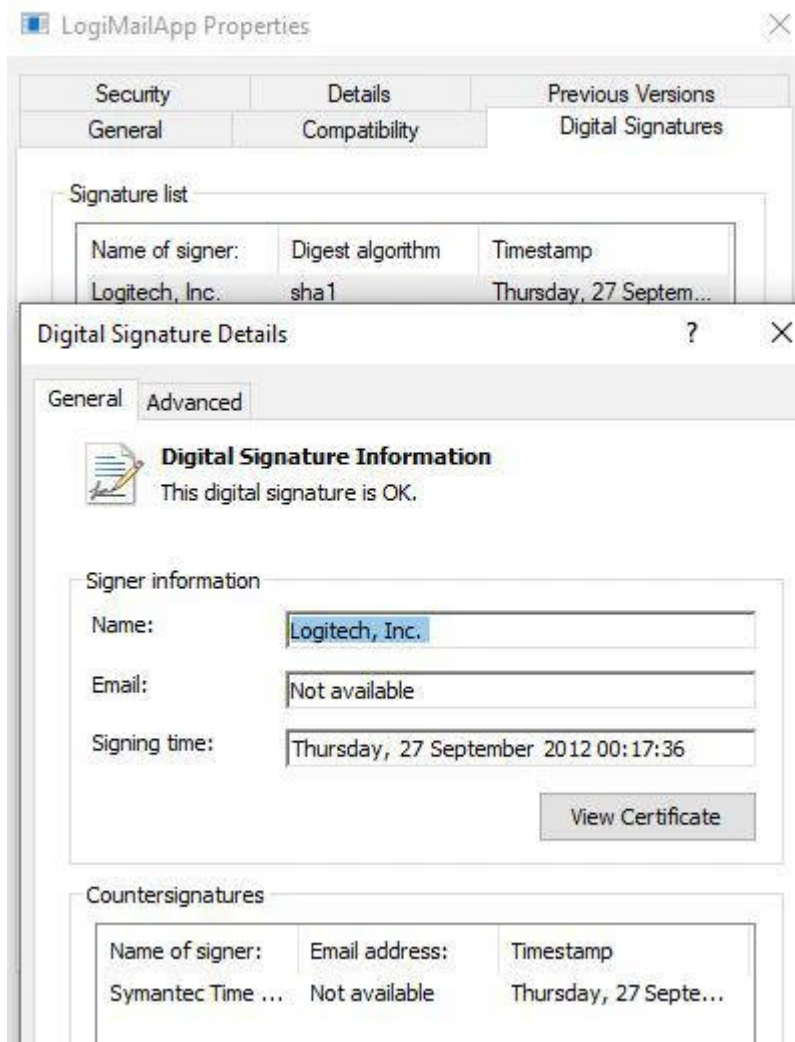 LogiMailApp Properties
Security Details Previous Versions
General Compatibility Digital Signatures
Signature list
Name of signer: Digest algorithm Timestamp
Logitech, Inc. sha1 Thursday, 27 Septem...
Digital Signature Details ?
General Advanced
Digital Signature Information
This digital signature is OK.
Signer information
Name: Logitech, Inc.
Email: Not available
Signing time: Thursday, 27 September 2012 00:17:36
View Certificate
Countersignatures
Name of signer: Email address: Timestamp
Symantec Time ... Not available Thursday, 27 Septe...